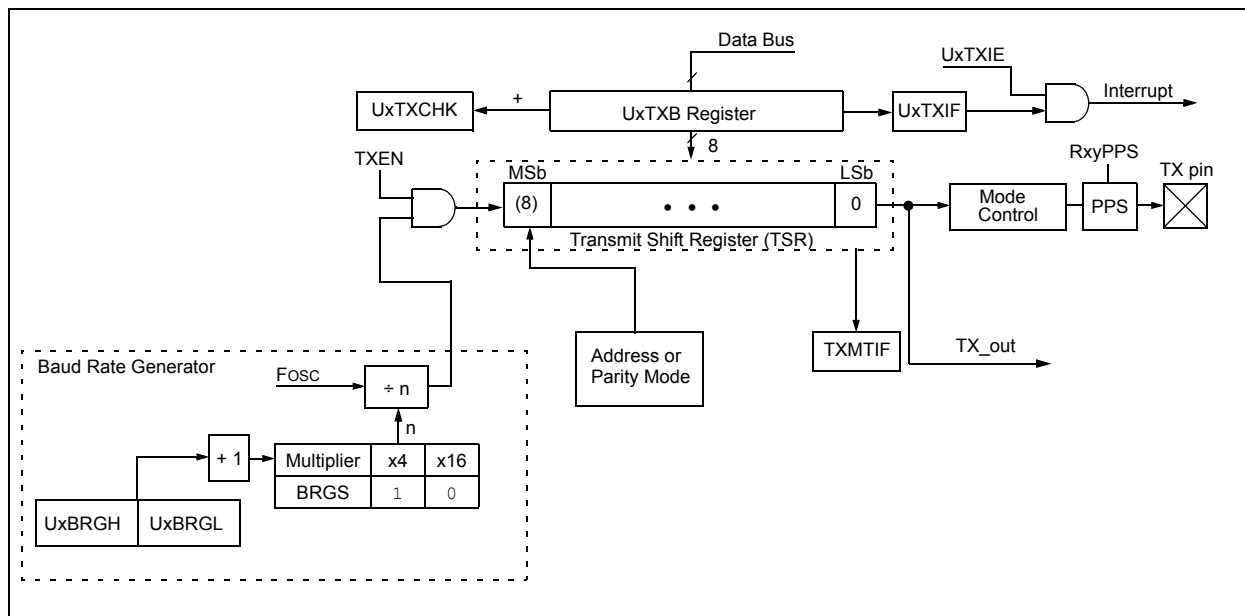 Data Bus
UxTXIE
Interrupt
UxTXCHK
+
UxTXB Register
UxTXIF
8
TXEN
RxyPPS
MSb
LSb
TX pin
(8)
• • •
0
Mode
Control
PPS
Transmit Shift Register (TSR)
Address or
Parity Mode
TXMTIF
TX_out
Baud Rate Generator
FOSC
÷ n
n
+ 1
Multiplier x4 x16
BRGS 1 0
UxBRGH UxBRGL